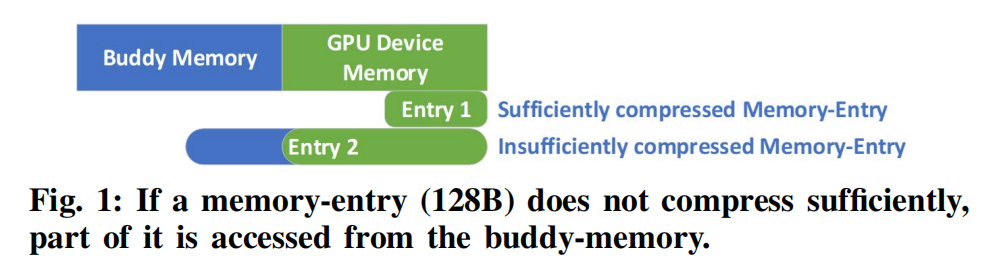 Buddy Memory
GPU Device
Memory
Entry 1
Sufficiently compressed Memory-Entry
Entry 2
Insufficiently compressed Memory-Entry
Fig. 1: If a memory-entry (128B) does not compress sufficiently,
part of it is accessed from the buddy-memory.